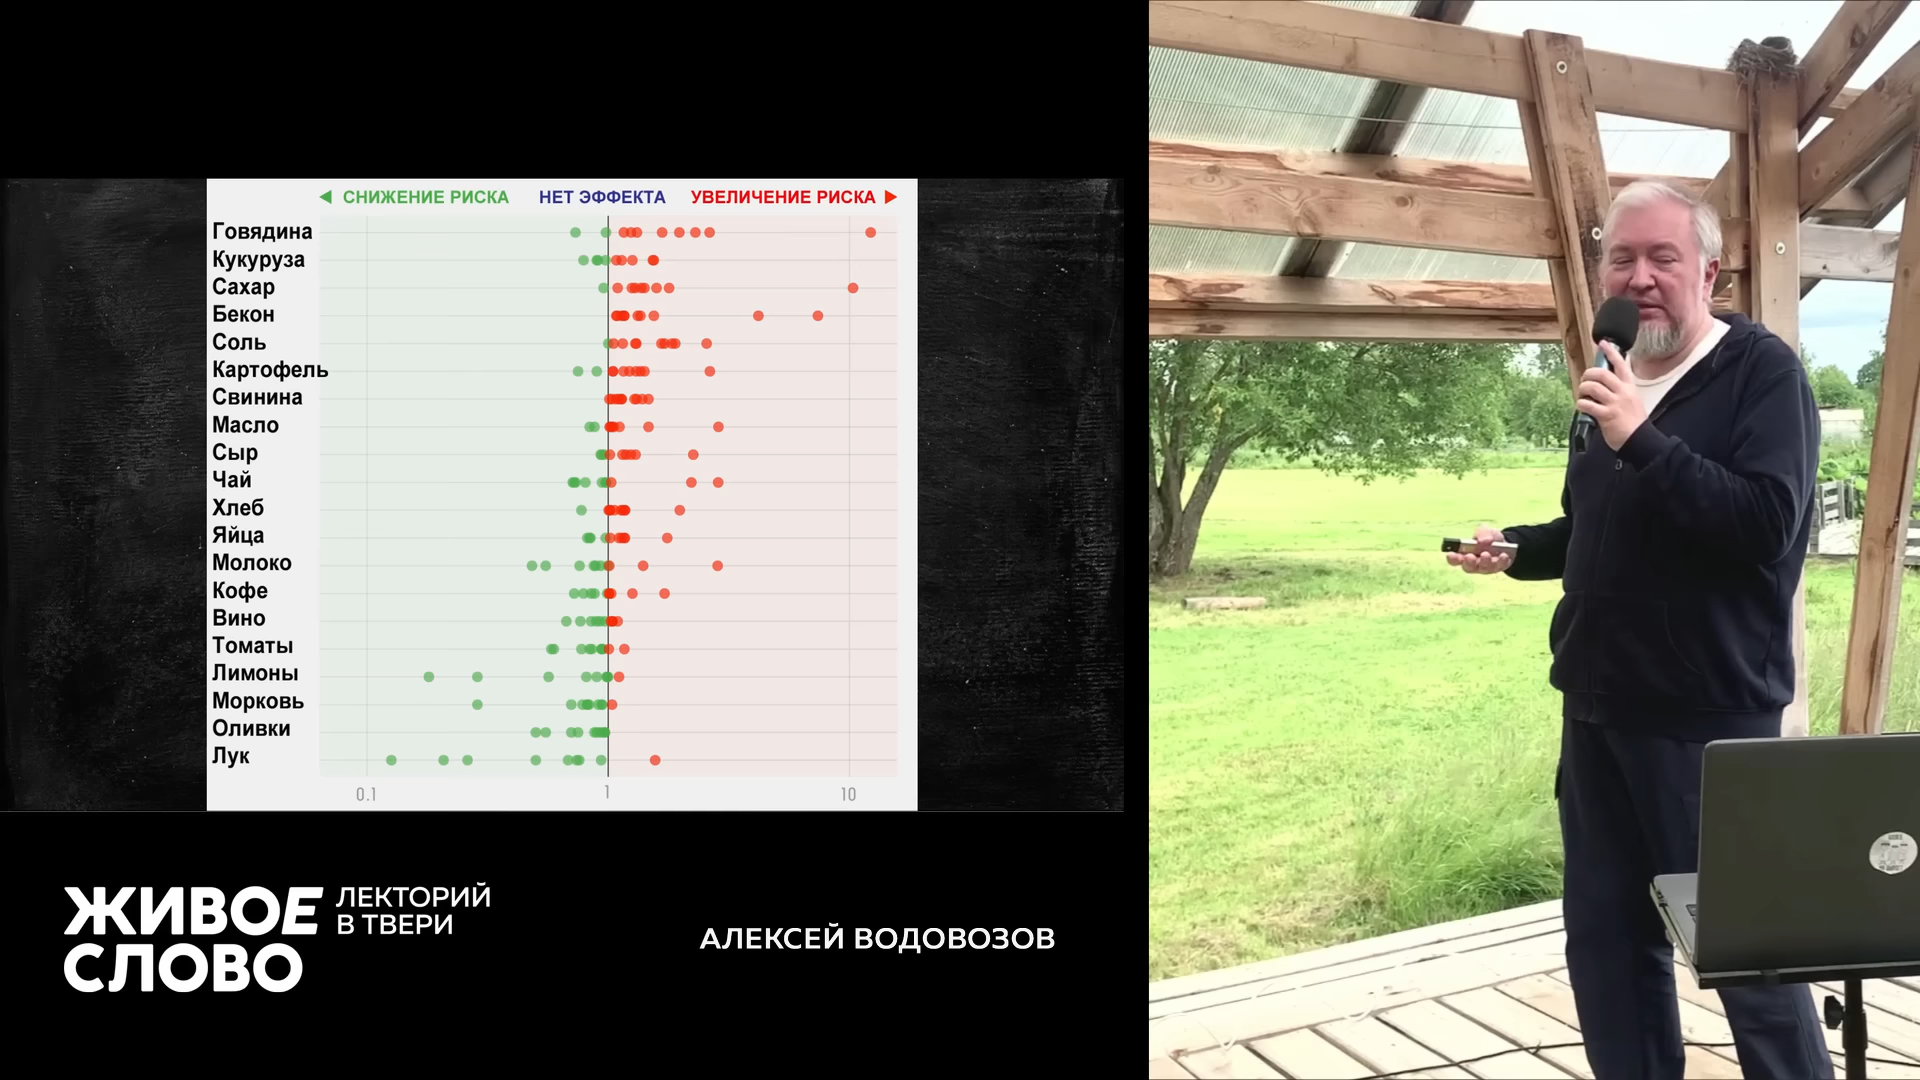 СНИЖЕНИЕ РИСКА НЕТ ЭФФЕКТА УВЕЛИЧЕНИЕ РИСКА
Говядина
Кукуруза
Сахар
Бекон
Соль
Картофель
Свинина
Масло
Сыр
Чай
Хлеб
Яйца
Молоко
Кофе
Вино
Томаты
Лимоны
Морковь
Оливки
Лук
0.1 1 10
ЖИВОЕ СЛОВО
ЛЕКТОРИЙ
В ТВЕРИ
АЛЕКСЕЙ ВОДОВОЗОВ